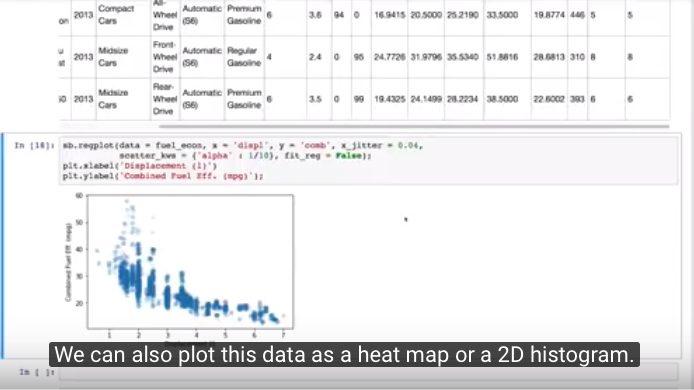 on 2013 Compact Cars All-Wheel Drive Automatic (S6) Premium Gasoline 6 3.6 94 0 16.9415 20.5000 25.2190 33.5000 19.8774 446 5 5
u st 2013 Midsize Cars Front-Wheel Drive Automatic (S6) Regular Gasoline 4 2.4 0 95 24.7726 31.9796 35.5340 51.8816 28.6813 310 8 8
50 2013 Midsize Cars Rear-Wheel Drive Automatic (S6) Premium Gasoline 6 3.5 0 99 19.4325 24.1499 28.2234 38.5000 22.6002 393 6 6
In [18]: sb.regplot(data = fuel_econ, x = 'displ', y = 'comb', x_jitter = 0.04,
scatter_kws = {'alpha' : 1/10}, fit_reg = False);
plt.xlabel('Displacement (l)')
plt.ylabel('Combined Fuel Eff. (mpg)');
Combined Fuel Eff. (mpg)
60
50
40
30
20
1 2 3 4 5 6 7
We can also plot this data as a heat map or a 2D histogram.
In [ ]: